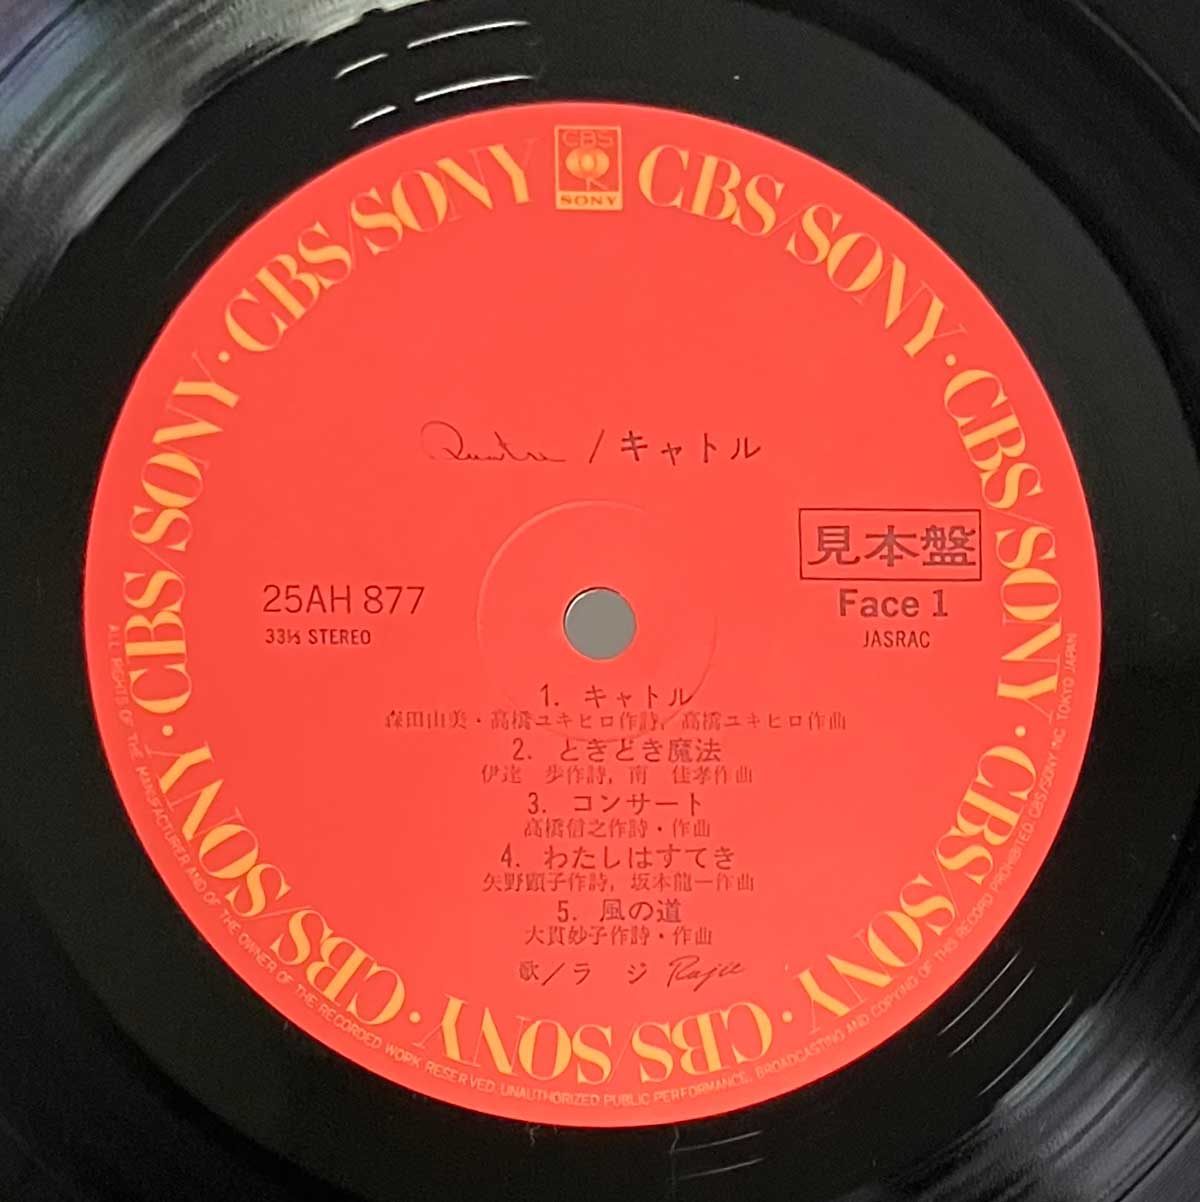 CBS
SONY
CBS/SONY · CBS/SONY · CBS/SONY · CBS/SONY · CBS/SONY · CBS/SONY · CBS/SONY · CBS/SONY
Quatre / キャトル
見本盤
25AH 877
Face 1
33⅓ STEREO
JASRAC
1. キャトル
森田由美・高橋ユキヒロ作詩, 高橋ユキヒロ作曲
2. ときどき魔法
伊達 歩作詩, 南 佳孝作曲
3. コンサート
高橋信之作詩・作曲
4. わたしはすてき
矢野顕子作詩, 坂本龍一作曲
5. 風の道
大貫妙子作詩・作曲
歌/ラ ジ Rajie
ALL RIGHTS OF THE MANUFACTURER AND OF THE OWNER OF THE RECORDED WORK RESERVED. UNAUTHORIZED PUBLIC PERFORMANCE, BROADCASTING AND COPYING OF THIS RECORD PROHIBITED. CBS/SONY INC. TOKYO JAPAN